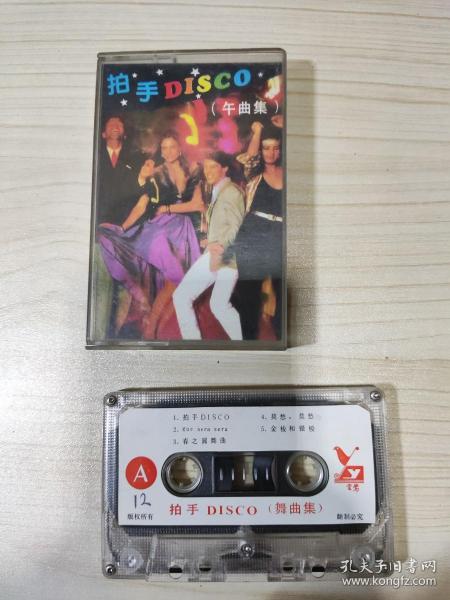 拍手DISCO
(午曲集)
1.拍手DISCO
2.Ror sera sera
3.春之圆舞曲
4.莫愁，莫愁
5.金梭和银梭
A
12
版权所有
拍手 DISCO (舞曲集)
翻制必究
孔夫子旧书网
www.kongfz.com